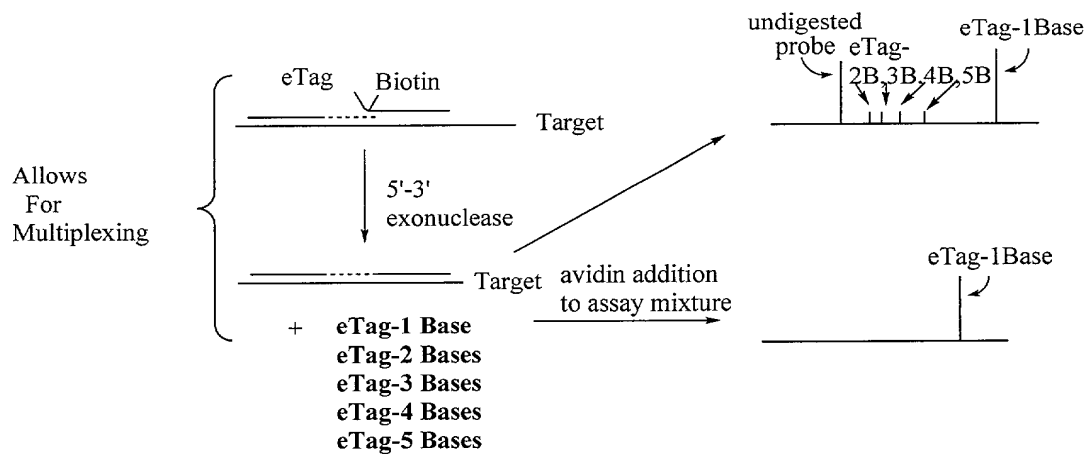 Allows
For
Multiplexing
eTag
Biotin
Target
5'-3'
exonuclease
Target
+ eTag-1 Base
eTag-2 Bases
eTag-3 Bases
eTag-4 Bases
eTag-5 Bases
avidin addition
to assay mixture
undigested
probe
eTag-
2B,3B,4B,5B
eTag-1Base
eTag-1Base